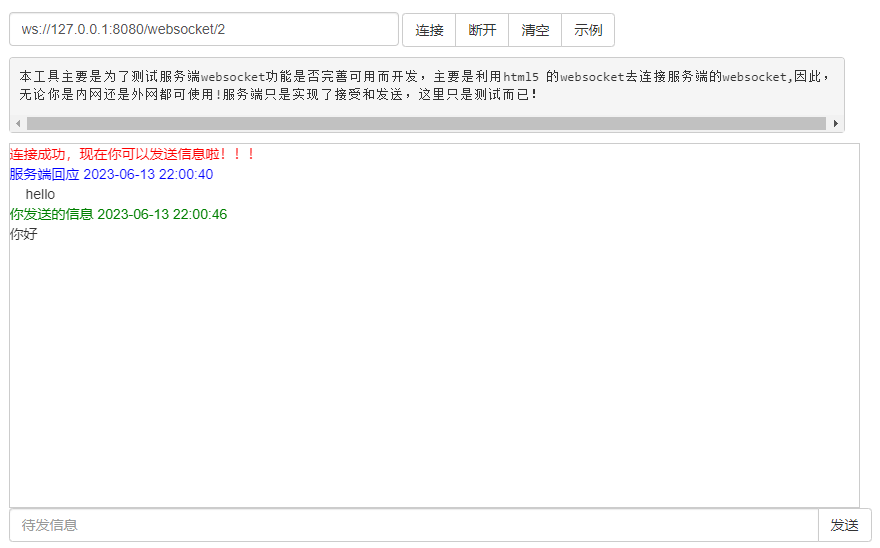 ws://127.0.0.1:8080/websocket/2
连接 断开 清空 示例
本工具主要是为了测试服务端websocket功能是否完善可用而开发，主要是利用html5 的websocket去连接服务端的websocket,因此，
无论你是内网还是外网都可使用!服务端只是实现了接受和发送，这里只是测试而已!
连接成功，现在你可以发送信息啦！！！
服务端回应 2023-06-13 22:00:40
hello
你发送的信息 2023-06-13 22:00:46
你好
待发信息 发送